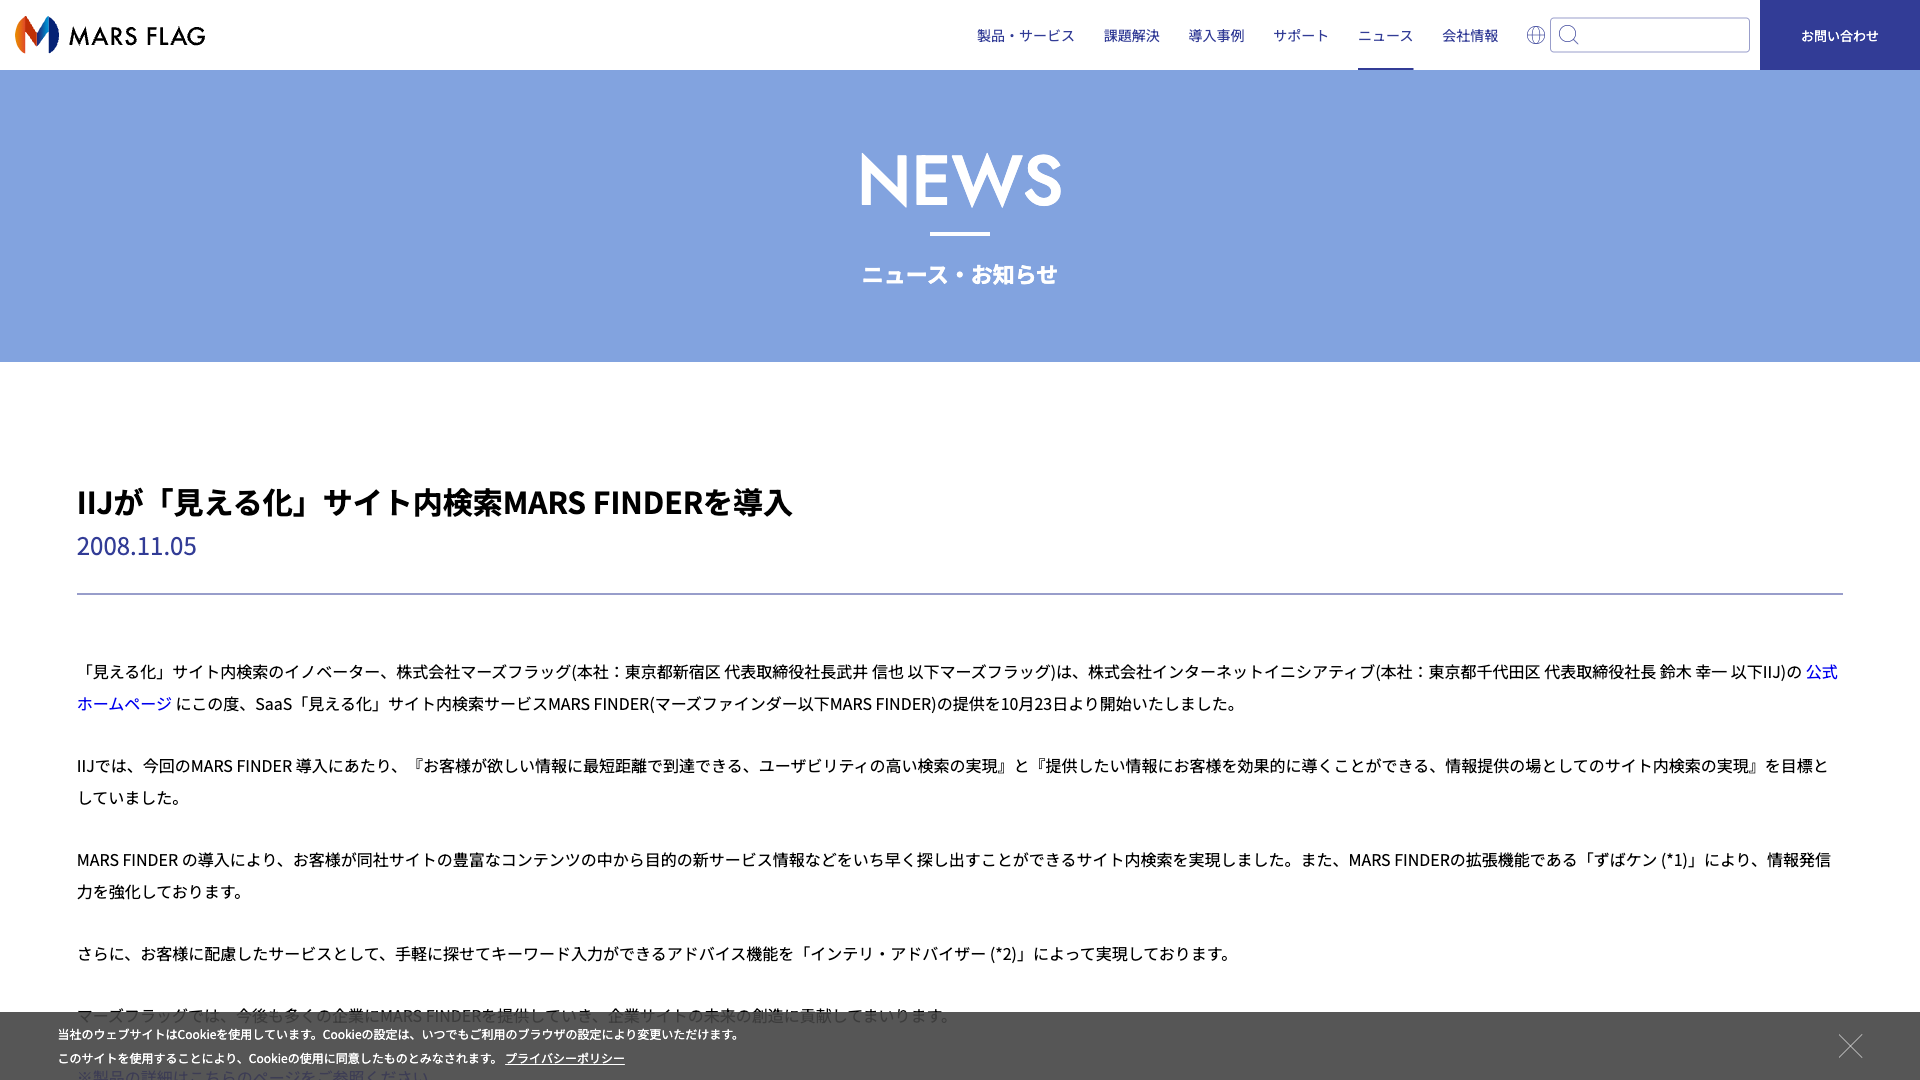 MARS FLAG
製品・サービス 課題解決 導入事例 サポート ニュース 会社情報 お問い合わせ
NEWS
ニュース・お知らせ
IIJが「見える化」サイト内検索MARS FINDERを導入
2008.11.05
「見える化」サイト内検索のイノベーター、株式会社マーズフラッグ(本社：東京都新宿区 代表取締役社長武井 信也 以下マーズフラッグ)は、株式会社インターネットイニシアティブ(本社：東京都千代田区 代表取締役社長 鈴木 幸一 以下IIJ)の 公式
ホームページ にこの度、SaaS「見える化」サイト内検索サービスMARS FINDER(マーズファインダー以下MARS FINDER)の提供を10月23日より開始いたしました。
IIJでは、今回のMARS FINDER 導入にあたり、『お客様が欲しい情報に最短距離で到達できる、ユーザビリティの高い検索の実現』と『提供したい情報にお客様を効果的に導くことができる、情報提供の場としてのサイト内検索の実現』を目標と
していました。
MARS FINDER の導入により、お客様が同社サイトの豊富なコンテンツの中から目的の新サービス情報などをいち早く探し出すことができるサイト内検索を実現しました。また、MARS FINDERの拡張機能である「ずばケン (*1)」により、情報発信
力を強化しております。
さらに、お客様に配慮したサービスとして、手軽に探せてキーワード入力ができるアドバイス機能を「インテリ・アドバイザー (*2)」によって実現しております。
マーズフラッグでは、今後も多くの企業にMARS FINDERを提供していき、企業サイトの未来の創造に貢献してまいります。
当社のウェブサイトはCookieを使用しています。Cookieの設定は、いつでもご利用のブラウザの設定により変更いただけます。
このサイトを使用することにより、Cookieの使用に同意したものとみなされます。 プライバシーポリシー
※製品の詳細はこちらのページをご参照ください